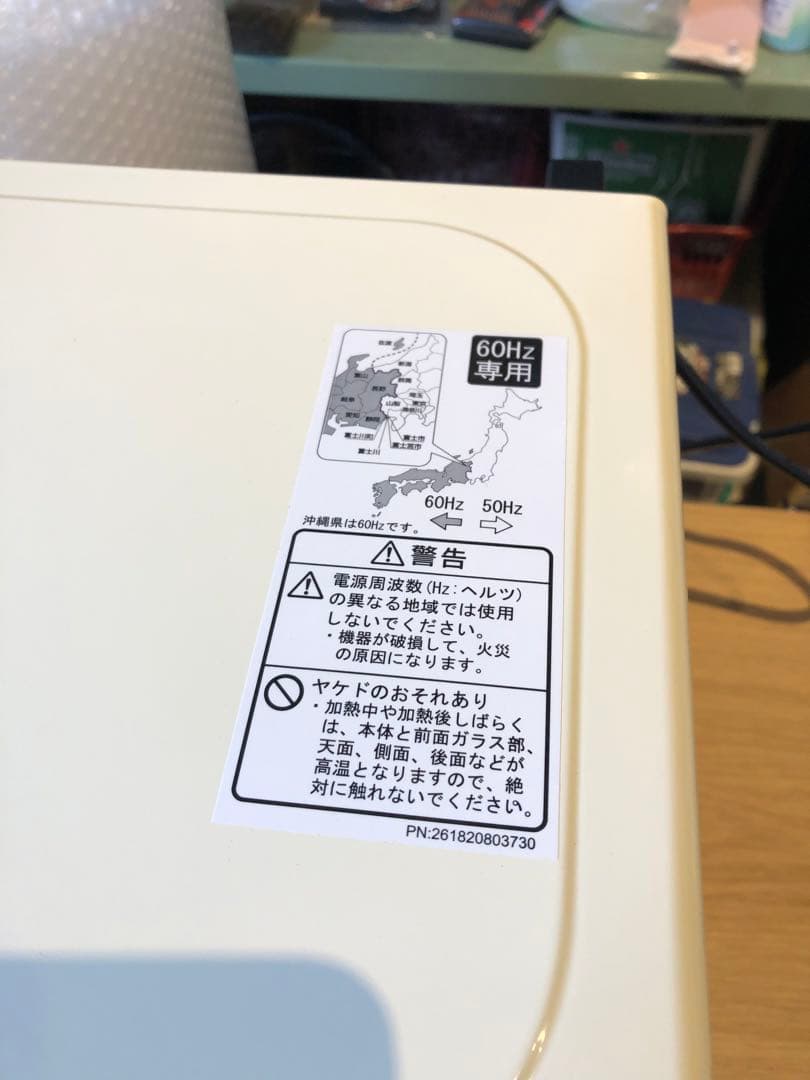 60Hz
専用
佐渡
新潟
富山
群馬
長野
埼玉
岐阜
山梨
東京
神奈川
愛知
静岡
富士川町
富士市
富士宮市
富士川
60Hz 50Hz
沖縄県は60Hzです。
警告
電源周波数(Hz:ヘルツ)
の異なる地域では使用
しないでください。
・機器が破損して、火災
の原因になります。
ヤケドのおそれあり
・加熱中や加熱後しばらく
は、本体と前面ガラス部、
天面、側面、後面などが
高温となりますので、絶
対に触れないでください。
PN:261820803730